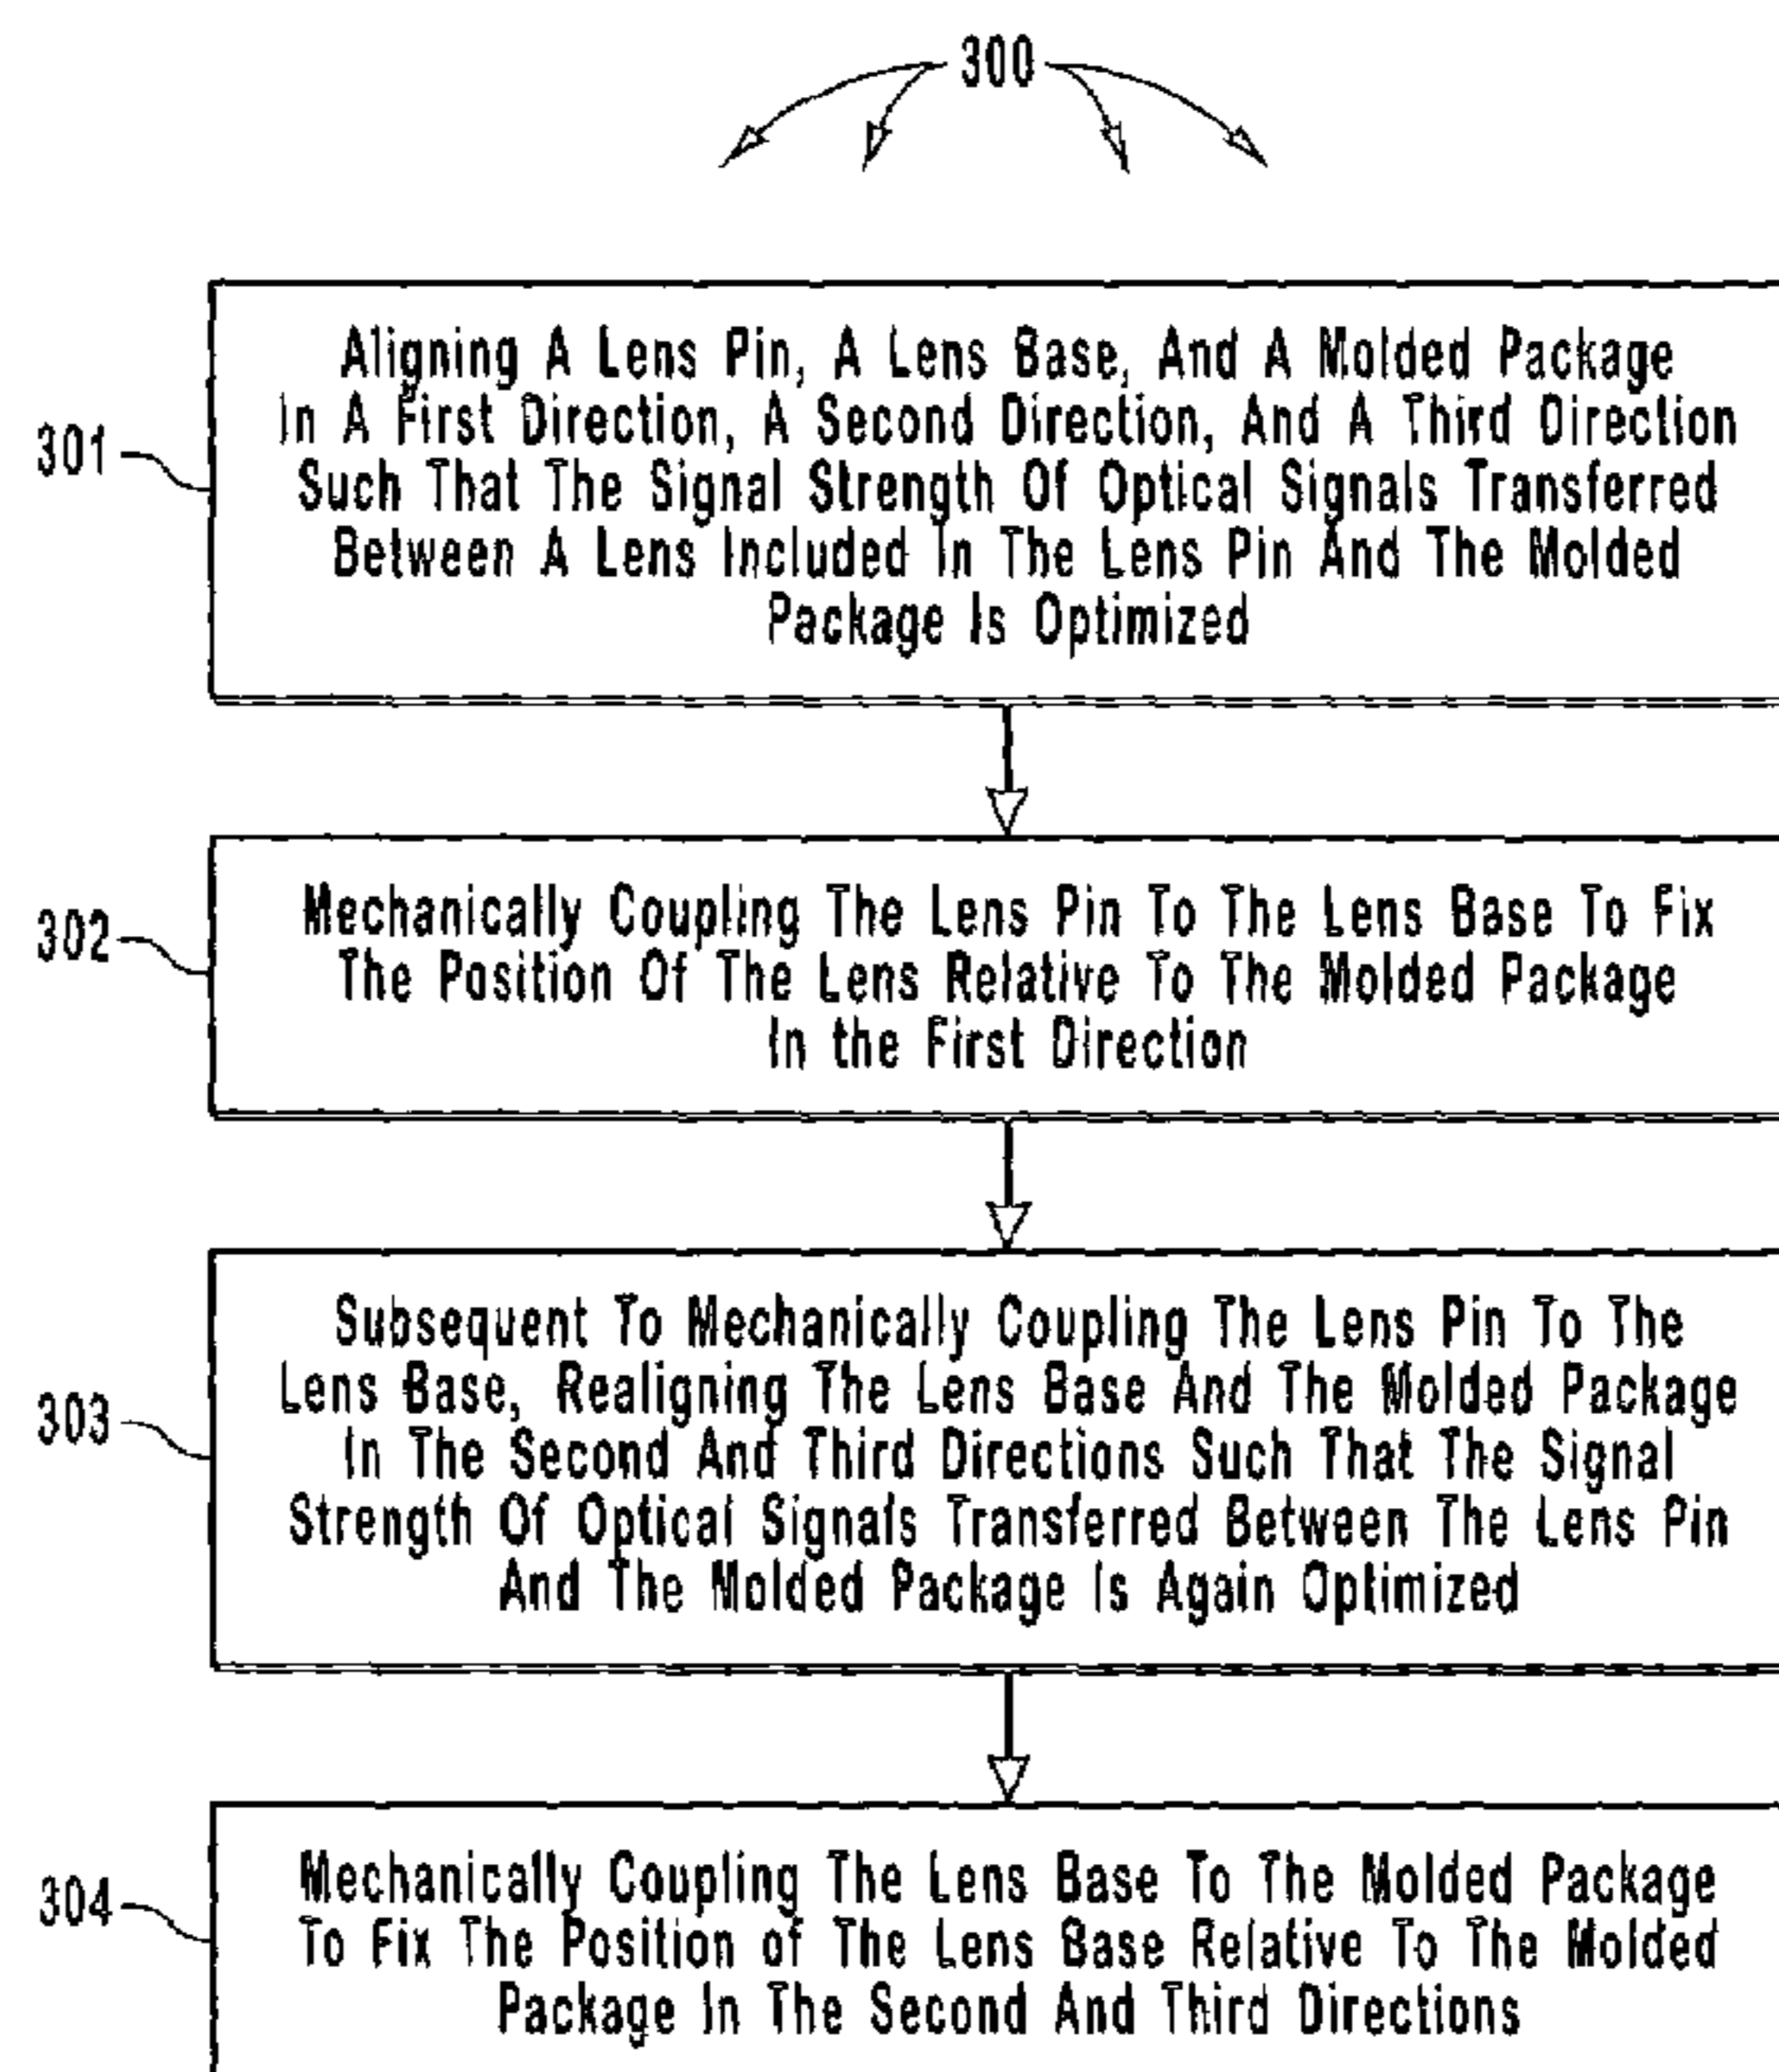 300
301
Aligning A Lens Pin, A Lens Base, And A Molded Package
In A First Direction, A Second Direction, And A Third Direction
Such That The Signal Strength Of Optical Signals Transferred
Between A Lens Included In The Lens Pin And The Molded
Package Is Optimized
302
Mechanically Coupling The Lens Pin To The Lens Base To Fix
The Position Of The Lens Relative To The Molded Package
In the First Direction
303
Subsequent To Mechanically Coupling The Lens Pin To The
Lens Base, Realigning The Lens Base And The Molded Package
In The Second And Third Directions Such That The Signal
Strength Of Optical Signals Transferred Between The Lens Pin
And The Molded Package Is Again Optimized
304
Mechanically Coupling The Lens Base To The Molded Package
To Fix The Position of The Lens Base Relative To The Molded
Package In The Second And Third Directions